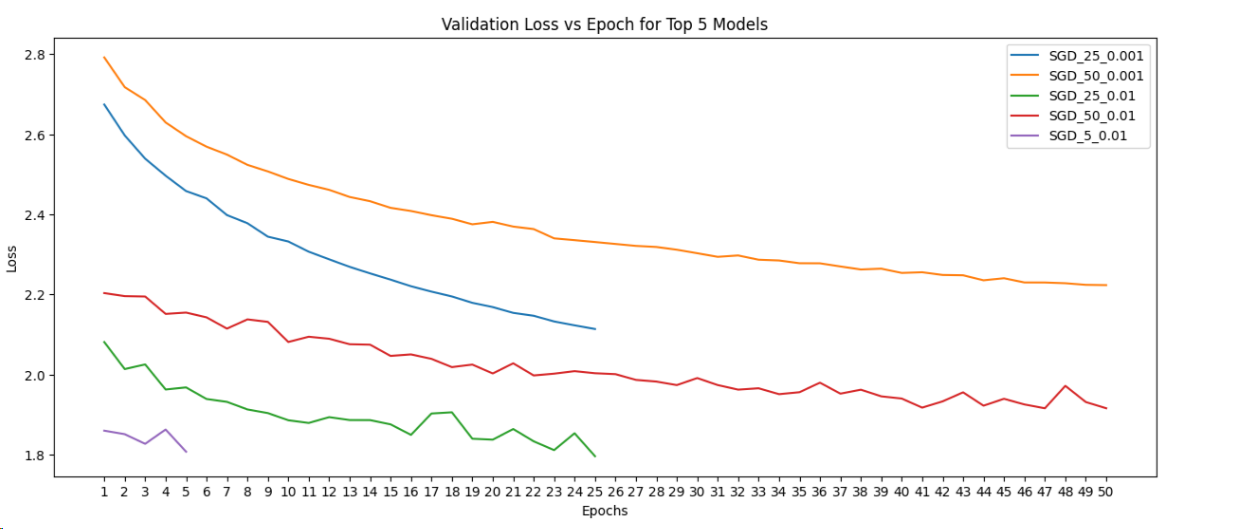 Validation Loss vs Epoch for Top 5 Models
SGD_25_0.001
SGD_50_0.001
SGD_25_0.01
SGD_50_0.01
SGD_5_0.01
2.8
2.6
2.4
2.2
2.0
1.8
Loss
1 2 3 4 5 6 7 8 9 10 11 12 13 14 15 16 17 18 19 20 21 22 23 24 25 26 27 28 29 30 31 32 33 34 35 36 37 38 39 40 41 42 43 44 45 46 47 48 49 50
Epochs